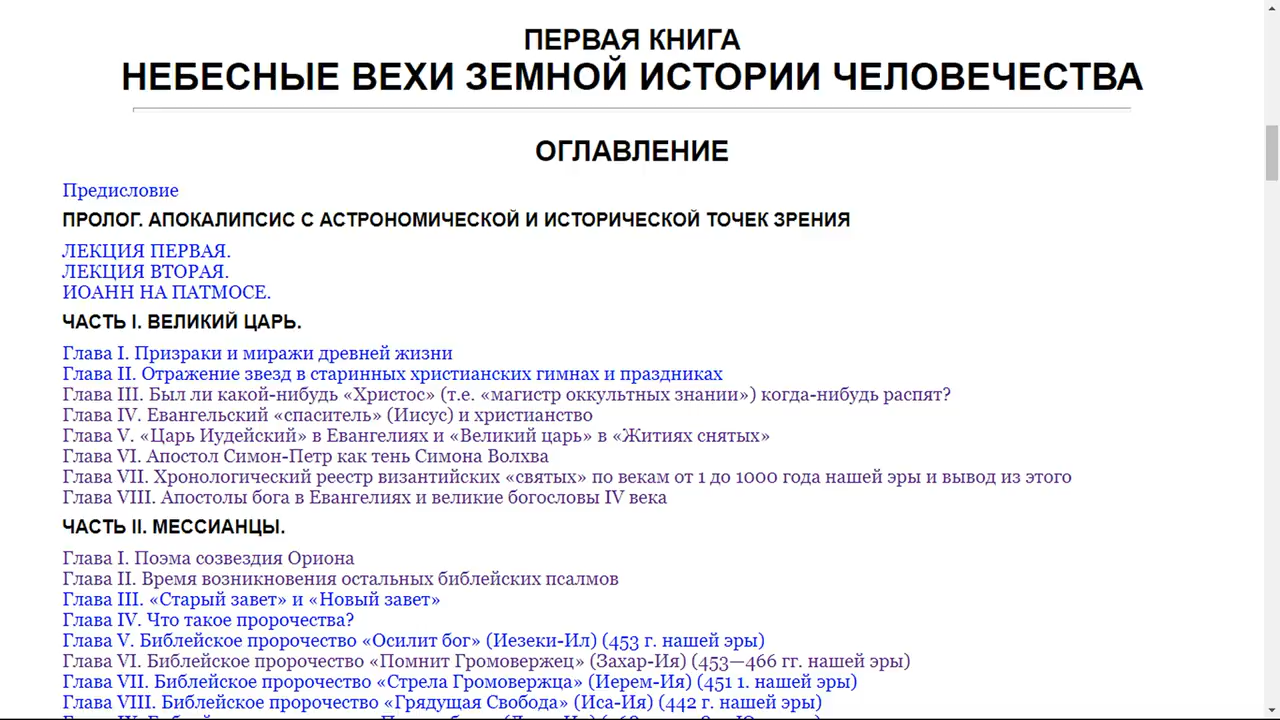 ПЕРВАЯ КНИГА
НЕБЕСНЫЕ ВЕХИ ЗЕМНОЙ ИСТОРИИ ЧЕЛОВЕЧЕСТВА
ОГЛАВЛЕНИЕ
Предисловие
ПРОЛОГ. АПОКАЛИПСИС С АСТРОНОМИЧЕСКОЙ И ИСТОРИЧЕСКОЙ ТОЧЕК ЗРЕНИЯ
ЛЕКЦИЯ ПЕРВАЯ.
ЛЕКЦИЯ ВТОРАЯ.
ИОАНН НА ПАТМОСЕ.
ЧАСТЬ I. ВЕЛИКИЙ ЦАРЬ.
Глава I. Призраки и миражи древней жизни
Глава II. Отражение звезд в старинных христианских гимнах и праздниках
Глава III. Был ли какой-нибудь «Христос» (т.е. «магистр оккультных знании») когда-нибудь распят?
Глава IV. Евангельский «спаситель» (Иисус) и христианство
Глава V. «Царь Иудейский» в Евангелиях и «Великий царь» в «Житиях святых»
Глава VI. Апостол Симон-Петр как тень Симона Волхва
Глава VII. Хронологический реестр византийских «святых» по векам от 1 до 1000 года нашей эры и вывод из этого
Глава VIII. Апостолы бога в Евангелиях и великие богословы IV века
ЧАСТЬ II. МЕССИАНЦЫ.
Глава I. Поэма созвездия Ориона
Глава II. Время возникновения остальных библейских псалмов
Глава III. «Старый завет» и «Новый завет»
Глава IV. Что такое пророчества?
Глава V. Библейское пророчество «Осилит бог» (Иезеки-Ил) (453 г. нашей эры)
Глава VI. Библейское пророчество «Помнит Громовержец» (Захар-Ия) (453—466 гг. нашей эры)
Глава VII. Библейское пророчество «Стрела Громовержца» (Иерем-Ия) (451 1. нашей эры)
Глава VIII. Библейское пророчество «Грядущая Свобода» (Иса-Ия) (442 г. нашей эры)